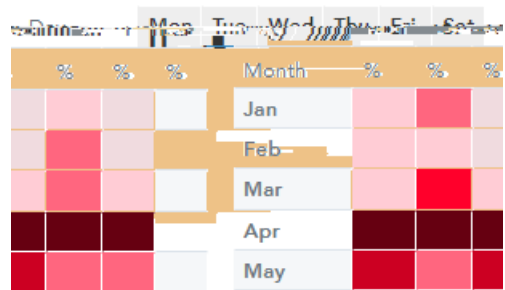 Mon Tue Wed Thu Fri Sat
% % % Month % % %
Jan
Feb
Mar
Apr
May